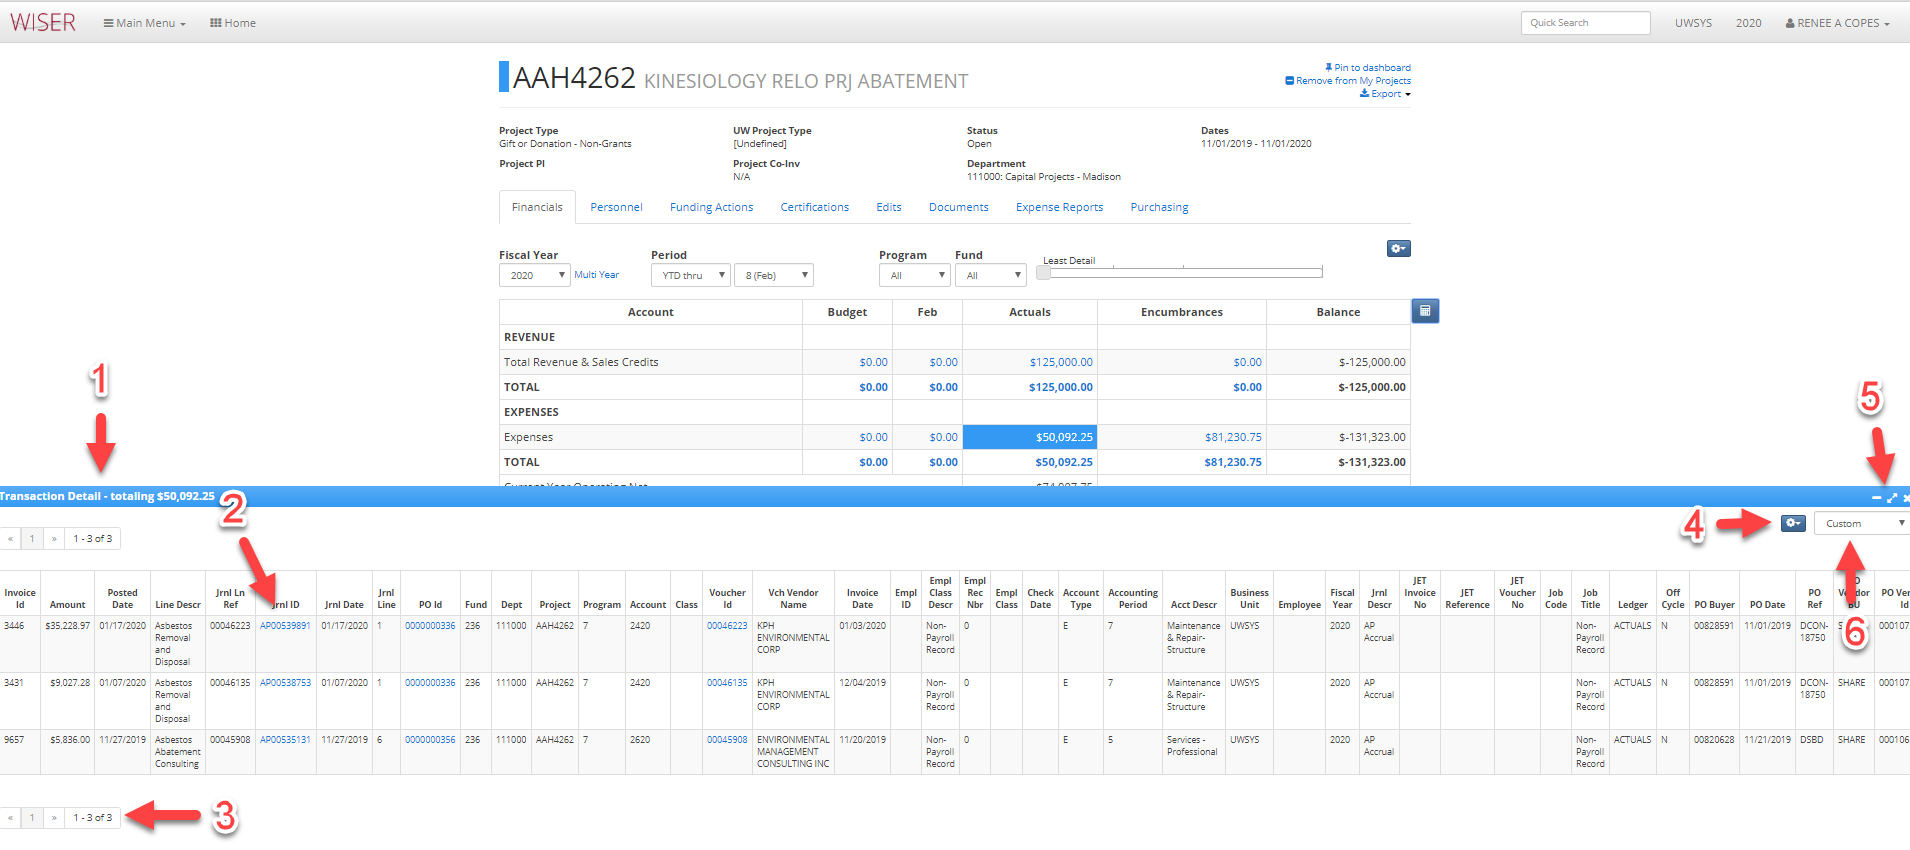 WISER Main Menu Home Quick Search UWSYS 2020 RENEE A COPES
AAH4262 KINESIOLOGY RELO PRJ ABATEMENT
Pin to dashboard
Remove from My Projects
Export
Project Type UW Project Type Status Dates
Gift or Donation - Non-Grants [Undefined] Open 11/01/2019 - 11/01/2020
Project PI Project Co-Inv Department
N/A 111000: Capital Projects - Madison
Financials Personnel Funding Actions Certifications Edits Documents Expense Reports Purchasing
Fiscal Year Period Program Fund Least Detail
2020 Multi Year YTD thru 8 (Feb) All All
Account Budget Feb Actuals Encumbrances Balance
REVENUE
Total Revenue & Sales Credits $0.00 $0.00 $125,000.00 $0.00 $-125,000.00
TOTAL $0.00 $0.00 $125,000.00 $0.00 $-125,000.00
EXPENSES
Expenses $0.00 $0.00 $50,092.25 $81,230.75 $-131,323.00
TOTAL $0.00 $0.00 $50,092.25 $81,230.75 $-131,323.00
1
5
Transaction Detail - totaling $50,092.25
2
4
Custom
« 1 » 1 - 3 of 3
6
Invoice Id Amount Posted Date Line Descr Jrnl Ln Ref Jrnl ID Jrnl Date Jrnl Line PO Id Fund Dept Project Program Account Class Voucher Id Vch Vendor Name Invoice Date Empl ID Empl Class Descr Empl Rec Nbr Empl Class Check Date Account Type Accounting Period Acct Descr Business Unit Employee Fiscal Year Jrnl Descr JET Invoice No JET Reference JET Voucher No Job Code Job Title Ledger Off Cycle PO Buyer PO Date PO Ref BU Id
3446 $35,228.97 01/17/2020 Asbestos Removal and Disposal 00046223 AP00539891 01/17/2020 1 0000000336 236 111000 AAH4262 7 2420 00046223 KPH ENVIRONMENTAL CORP 01/03/2020 Non-Payroll Record 0 E 7 Maintenance & Repair-Structure UWSYS 2020 AP Accrual Non-Payroll Record ACTUALS N 00828591 11/01/2019 DCON-18750
3431 $9,027.28 01/07/2020 Asbestos Removal and Disposal 00046135 AP00538753 01/07/2020 1 0000000336 236 111000 AAH4262 7 2420 00046135 KPH ENVIRONMENTAL CORP 12/04/2019 Non-Payroll Record 0 E 7 Maintenance & Repair-Structure UWSYS 2020 AP Accrual Non-Payroll Record ACTUALS N 00828591 11/01/2019 DCON-18750 SHARE
9657 $5,836.00 11/27/2019 Asbestos Abatement Consulting 00045908 AP00535131 11/27/2019 6 0000000356 236 111000 AAH4262 7 2620 00045908 ENVIRONMENTAL MANAGEMENT CONSULTING INC 11/20/2019 Non-Payroll Record 0 E 5 Services - Professional UWSYS 2020 AP Accrual Non-Payroll Record ACTUALS N 00820628 11/21/2019 DSBD SHARE
« 1 » 1 - 3 of 3
3